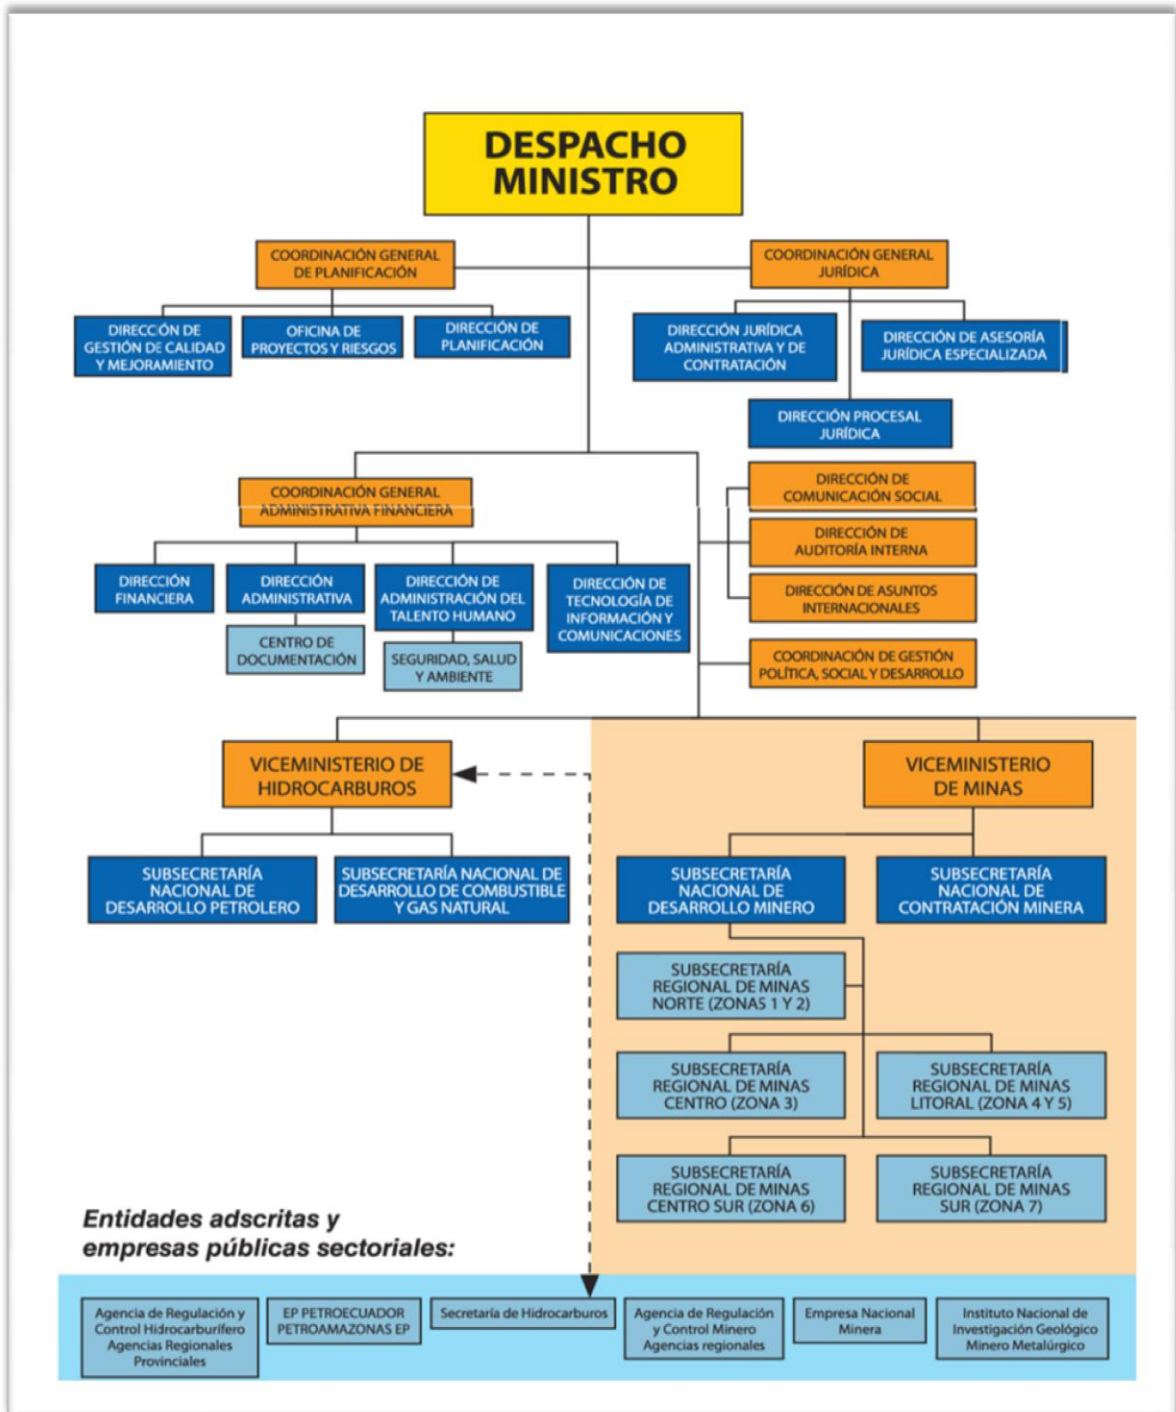 DESPACHO
MINISTRO
COORDINACIÓN GENERAL
DE PLANIFICACIÓN
COORDINACIÓN GENERAL
JURÍDICA
DIRECCIÓN DE
GESTIÓN DE CALIDAD
Y MEJORAMIENTO
OFICINA DE
PROYECTOS Y RIESGOS
DIRECCIÓN DE
PLANIFICACIÓN
DIRECCIÓN JURÍDICA
ADMINISTRATIVA Y DE
CONTRATACIÓN
DIRECCIÓN DE ASESORÍA
JURÍDICA ESPECIALIZADA
DIRECCIÓN PROCESAL
JURÍDICA
COORDINACIÓN GENERAL
ADMINISTRATIVA FINANCIERA
DIRECCIÓN DE
COMUNICACIÓN SOCIAL
DIRECCIÓN DE
AUDITORÍA INTERNA
DIRECCIÓN DE ASUNTOS
INTERNACIONALES
COORDINACIÓN DE GESTIÓN
POLÍTICA, SOCIAL Y DESARROLLO
DIRECCIÓN
FINANCIERA
DIRECCIÓN
ADMINISTRATIVA
DIRECCIÓN DE
ADMINISTRACIÓN DEL
TALENTO HUMANO
DIRECCIÓN DE
TECNOLOGÍA DE
INFORMACIÓN Y
COMUNICACIONES
CENTRO DE
DOCUMENTACIÓN
SEGURIDAD, SALUD
Y AMBIENTE
VICEMINISTERIO DE
HIDROCARBUROS
VICEMINISTERIO
DE MINAS
SUBSECRETARÍA
NACIONAL DE
DESARROLLO PETROLERO
SUBSECRETARÍA NACIONAL DE
DESARROLLO DE COMBUSTIBLE
Y GAS NATURAL
SUBSECRETARÍA
NACIONAL DE
DESARROLLO MINERO
SUBSECRETARÍA
NACIONAL DE
CONTRATACIÓN MINERA
SUBSECRETARÍA
REGIONAL DE MINAS
NORTE (ZONAS 1 Y 2)
SUBSECRETARÍA
REGIONAL DE MINAS
CENTRO (ZONA 3)
SUBSECRETARÍA
REGIONAL DE MINAS
LITORAL (ZONA 4 Y 5)
SUBSECRETARÍA
REGIONAL DE MINAS
CENTRO SUR (ZONA 6)
SUBSECRETARÍA
REGIONAL DE MINAS
SUR (ZONA 7)
Entidades adscritas y
empresas públicas sectoriales:
Agencia de Regulación y
Control Hidrocarburífero
Agencias Regionales
Provinciales
EP PETROECUADOR
PETROAMAZONAS EP
Secretaría de Hidrocarburos
Agencia de Regulación
y Control Minero
Agencias regionales
Empresa Nacional
Minera
Instituto Nacional de
Investigación Geológico
Minero Metalúrgico